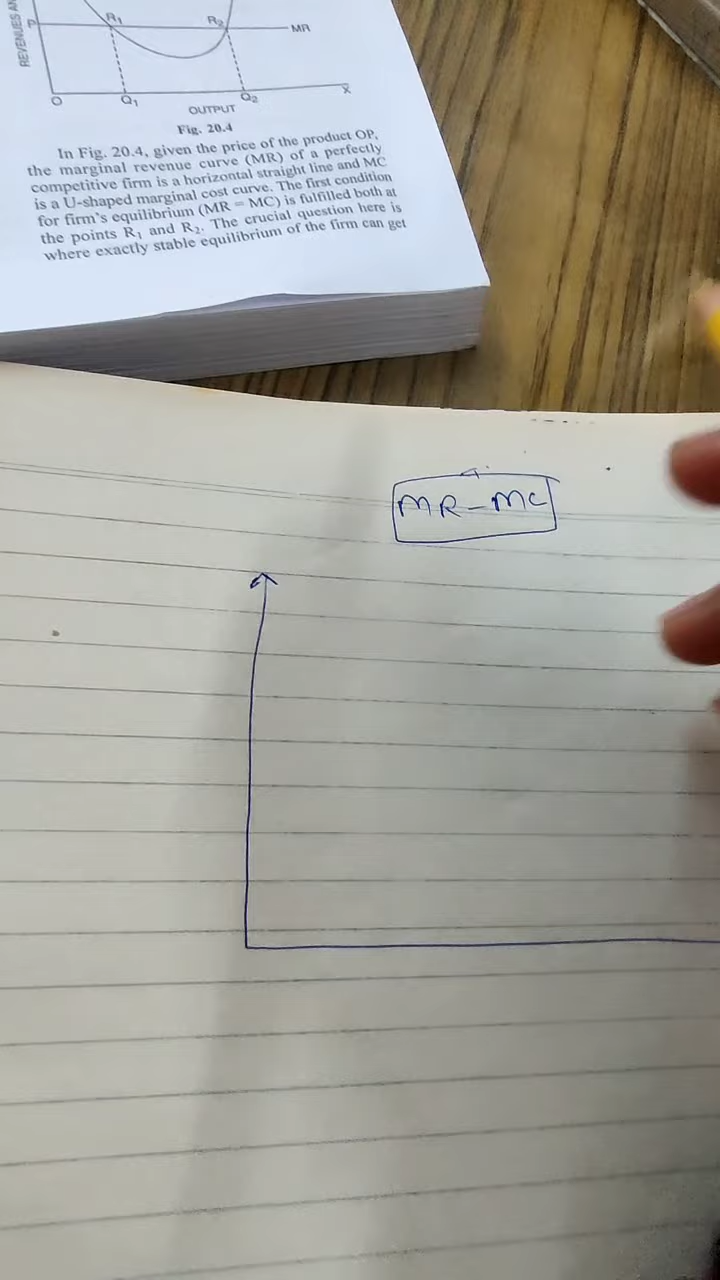 REVENUES AN
P R1 R2 MR
O Q1 Q2 X
OUTPUT
Fig. 20.4
In Fig. 20.4, given the price of the product OP,
the marginal revenue curve (MR) of a perfectly
competitive firm is a horizontal straight line and MC
is a U-shaped marginal cost curve. The first condition
for firm's equilibrium (MR = MC) is fulfilled both at
the points R1 and R2. The crucial question here is
where exactly stable equilibrium of the firm can get
MR - MC